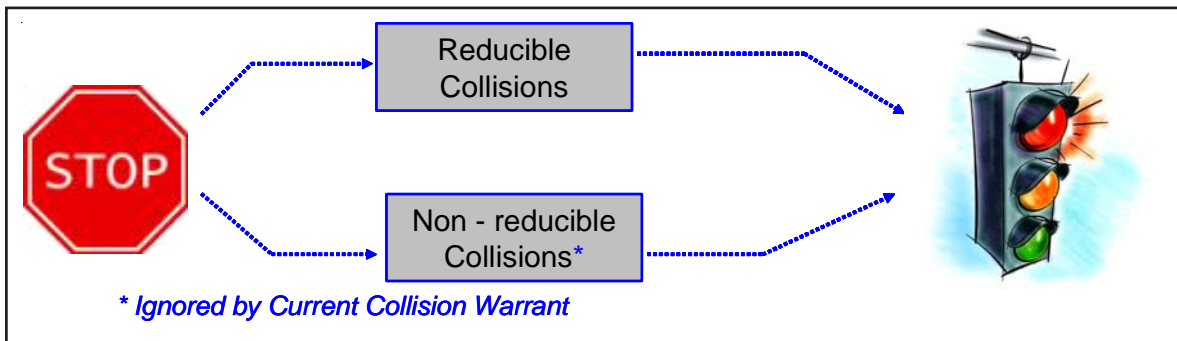 STOP
Reducible
Collisions
Non - reducible
Collisions*
* Ignored by Current Collision Warrant